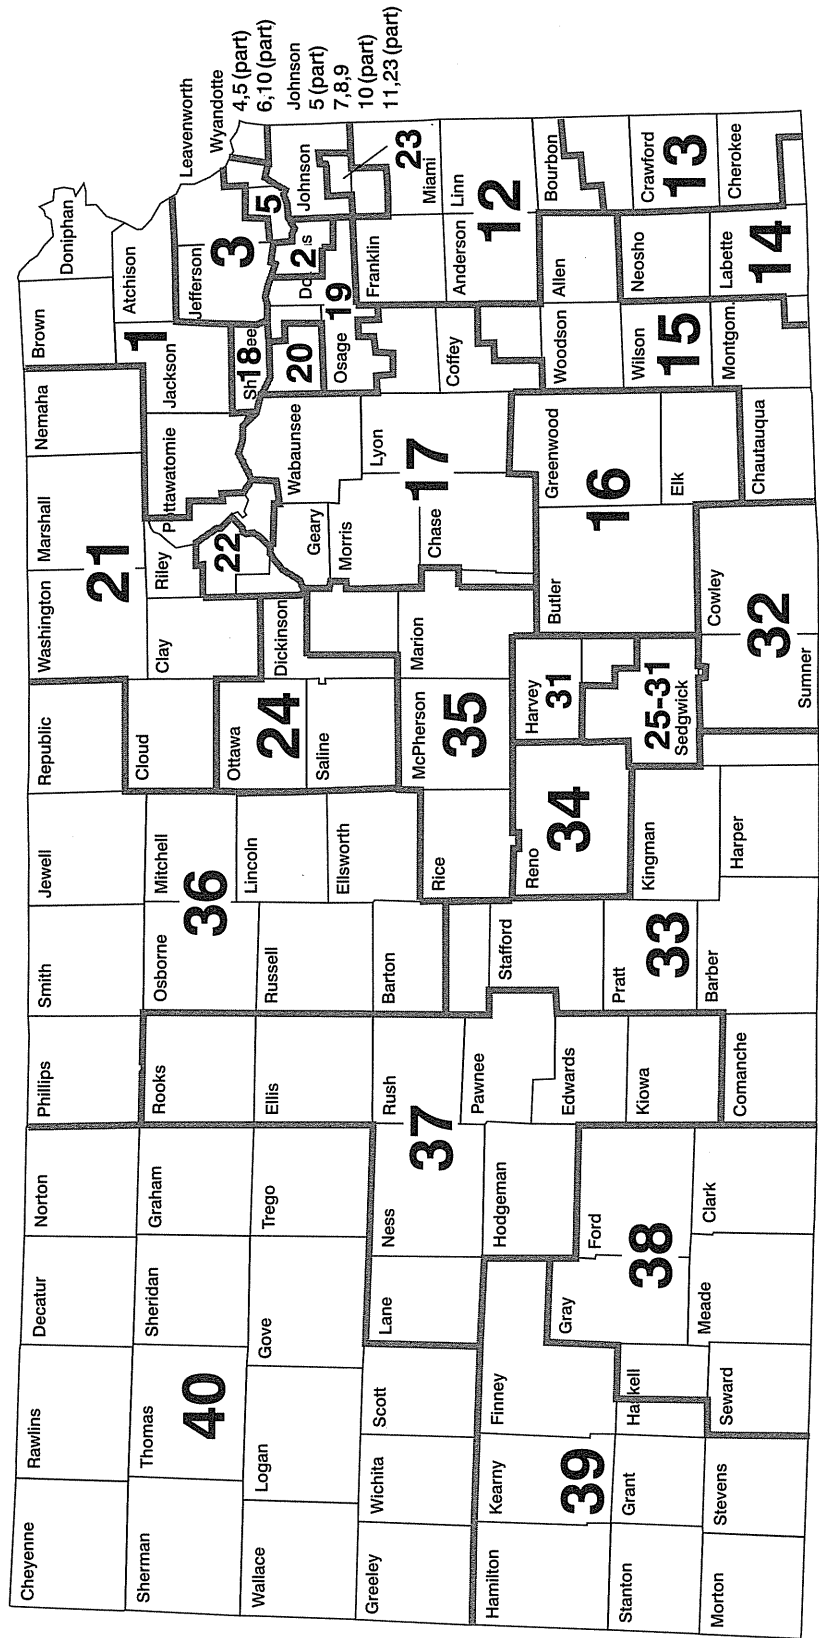 Cheyenne
Rawlins
Decatur
Norton
Phillips
Smith
Jewell
Republic
Washington
Marshall
Nemaha
Brown
Doniphan
Sherman
Thomas
Sheridan
Graham
Rooks
Osborne
Mitchell
Cloud
Clay
Riley
Pottawatomie
Jackson
Atchison
Jefferson
Leavenworth
Wyandotte
4,5 (part)
6,10 (part)
Johnson
5 (part)
7,8,9
10 (part)
11,23 (part)
40
36
21
22
1
3
5
18
Wallace
Logan
Gove
Trego
Ellis
Russell
Lincoln
Ottawa
Ellsworth
Saline
24
Dickinson
Geary
Wabaunsee
20
19
2
Johnson
Osage
Franklin
Miami
23
Greeley
Wichita
Scott
Lane
Ness
Rush
Barton
Rice
McPherson
35
Marion
Morris
Chase
Lyon
17
Coffey
Anderson
Linn
12
37
Hamilton
Kearny
Finney
Hodgeman
Pawnee
Stafford
Edwards
Reno
34
Harvey
31
Butler
Greenwood
16
Woodson
Allen
Bourbon
39
Gray
Ford
38
Kiowa
Pratt
33
Kingman
25-31
Sedgwick
Elk
Wilson
15
Neosho
Crawford
13
Stanton
Grant
Haskell
Morton
Stevens
Seward
Meade
Clark
Comanche
Barber
Harper
Sumner
32
Cowley
Chautauqua
Montgom.
Labette
14
Cherokee